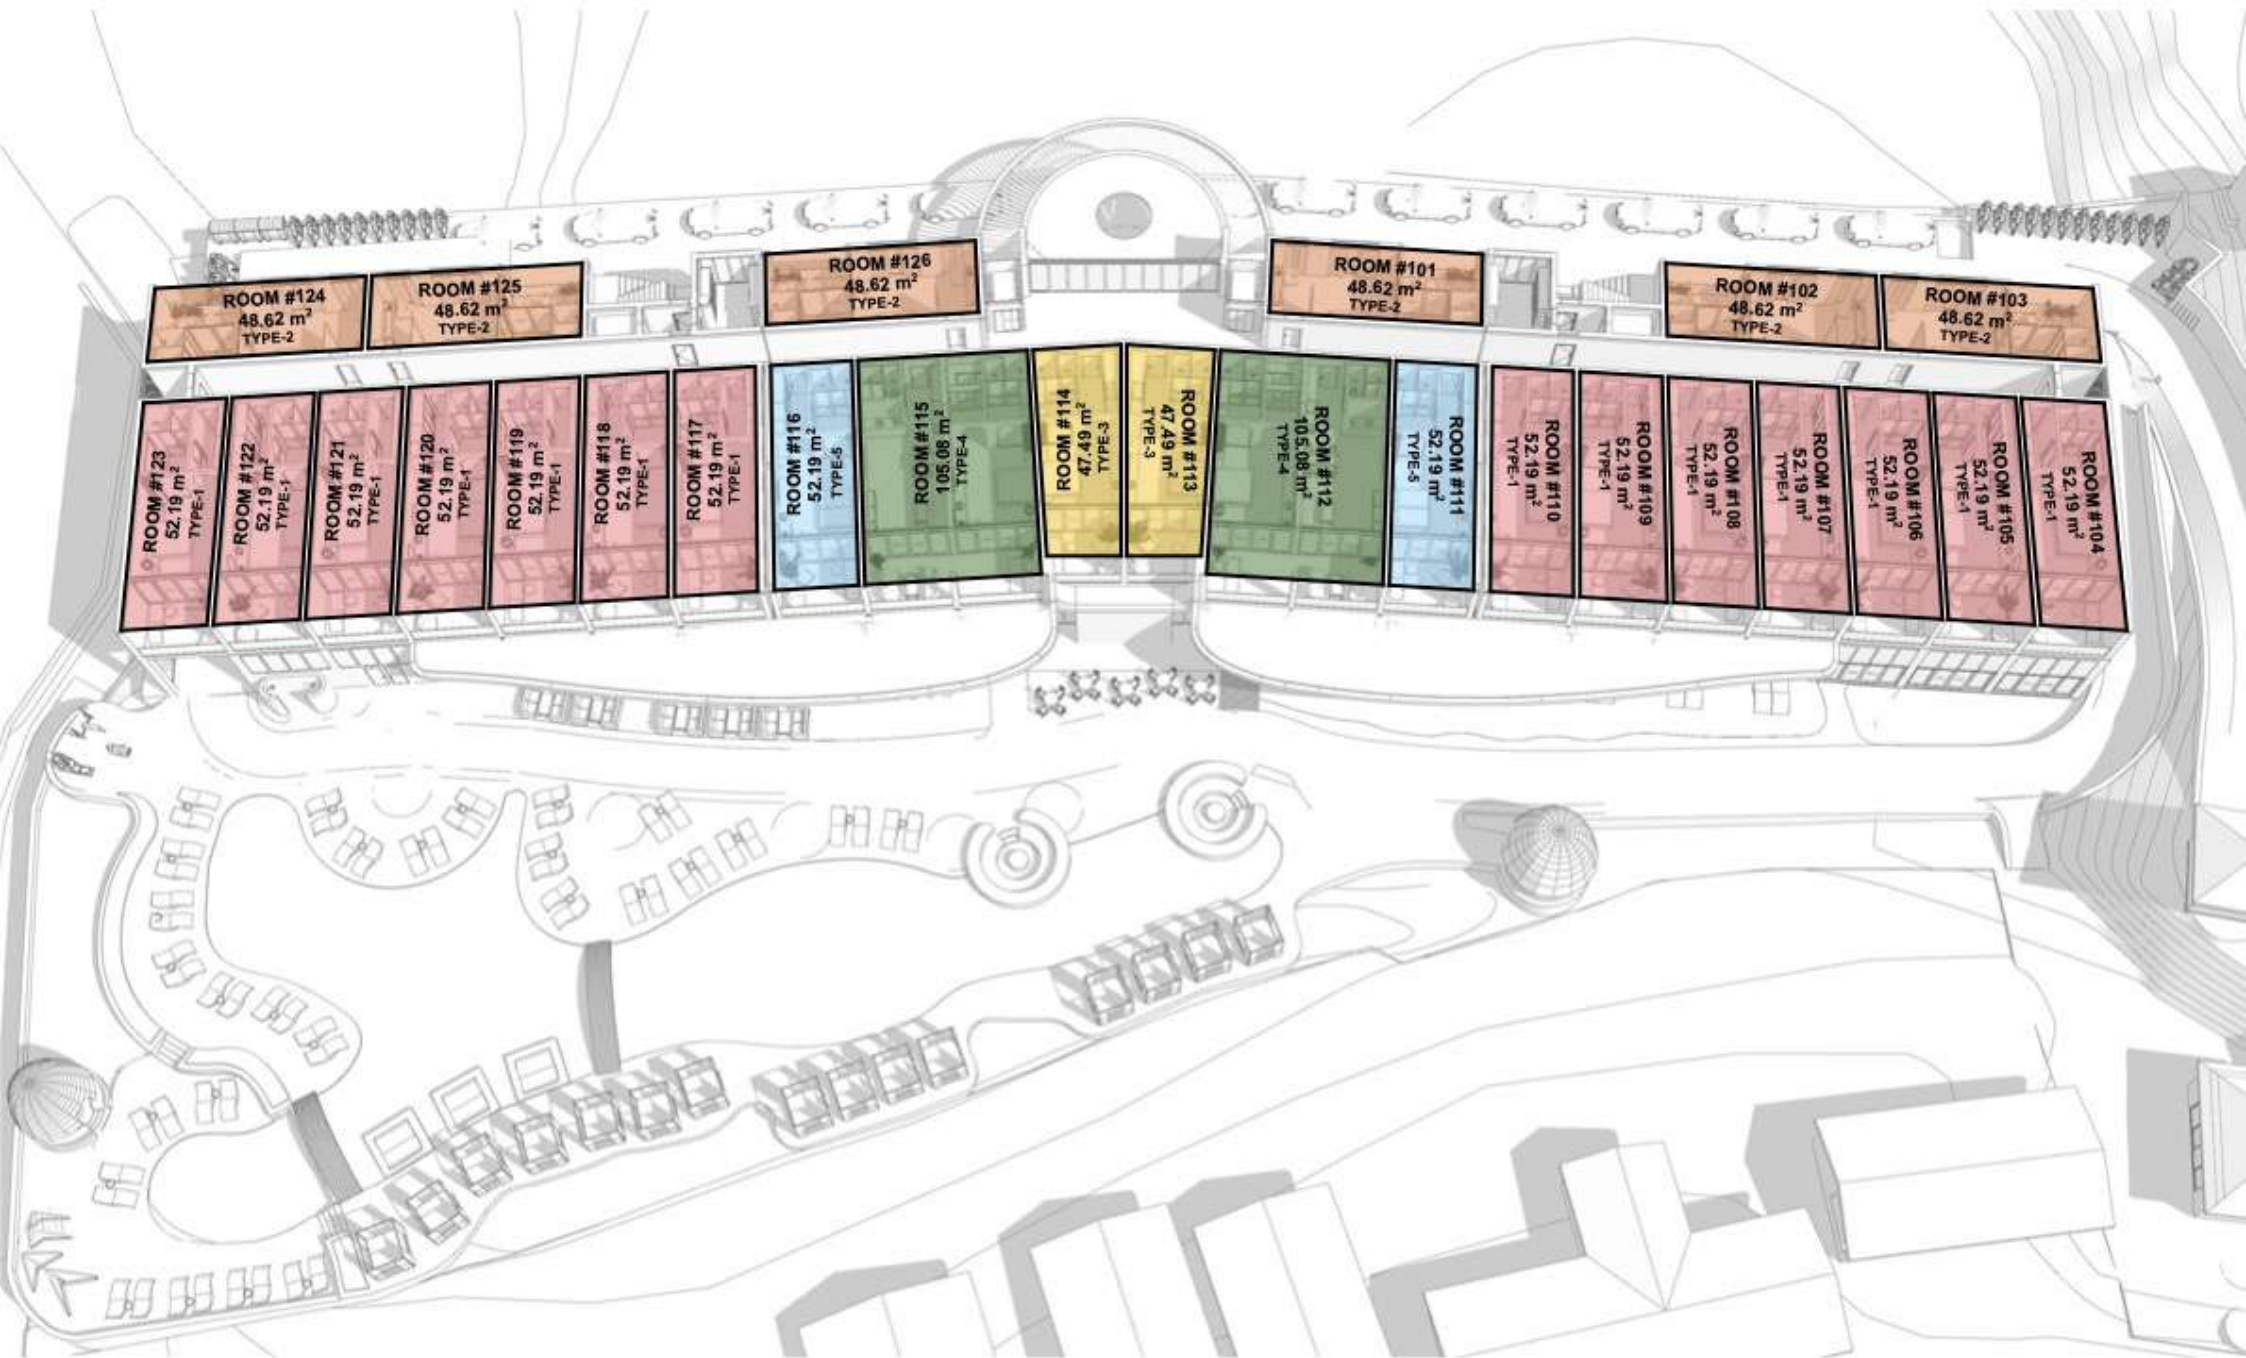 ROOM #124
48.62 m²
TYPE-2
ROOM #125
48.62 m²
TYPE-2
ROOM #126
48.62 m²
TYPE-2
ROOM #101
48.62 m²
TYPE-2
ROOM #102
48.62 m²
TYPE-2
ROOM #103
48.62 m²
TYPE-2
ROOM #123
52.19 m²
TYPE-1
ROOM #122
52.19 m²
TYPE-1
ROOM #121
52.19 m²
TYPE-1
ROOM #120
52.19 m²
TYPE-1
ROOM #119
52.19 m²
TYPE-1
ROOM #118
52.19 m²
TYPE-1
ROOM #117
52.19 m²
TYPE-1
ROOM #116
52.19 m²
TYPE-5
ROOM #115
105.08 m²
TYPE-4
ROOM #114
47.49 m²
TYPE-3
ROOM #113
47.49 m²
TYPE-3
ROOM #112
105.08 m²
TYPE-4
ROOM #111
52.19 m²
TYPE-5
ROOM #110
52.19 m²
TYPE-1
ROOM #109
52.19 m²
TYPE-1
ROOM #108
52.19 m²
TYPE-1
ROOM #107
52.19 m²
TYPE-1
ROOM #106
52.19 m²
TYPE-1
ROOM #105
52.19 m²
TYPE-1
ROOM #104
52.19 m²
TYPE-1